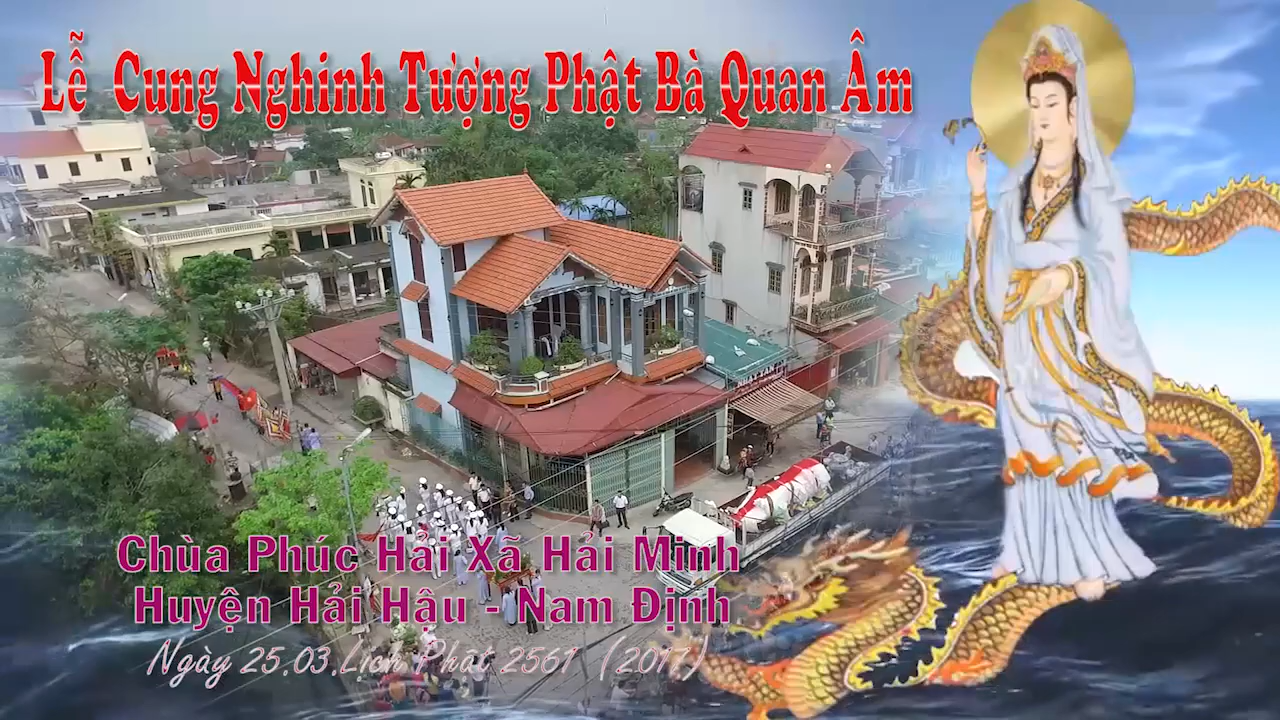 Lễ Cung Nghinh Tượng Phật Bà Quan Âm
Chùa Phúc Hải Xã Hải Minh
Huyện Hải Hậu - Nam Định
Ngày 25.03.Lịch Phật 2561 (2017)